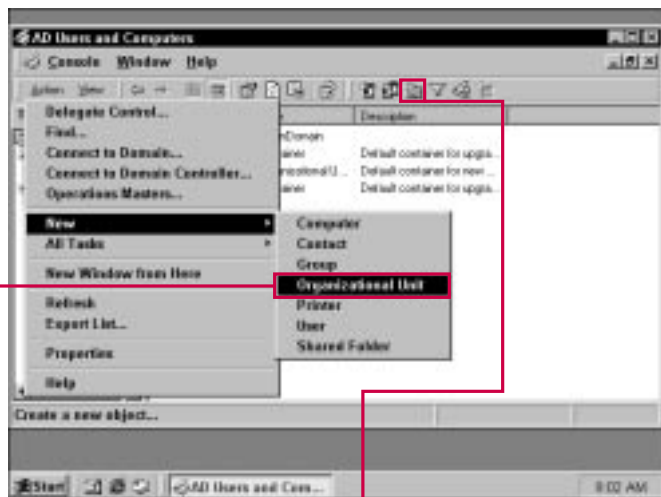 AD Users and Computers
Console Window Help
Action View
Description
Delegate Control...
Find...
Connect to Domain...
Connect to Domain Controller...
Operations Masters...
Default container for upgra...
Default container for new ...
Default container for upgra...
New
All Tasks
New Window from Here
Refresh
Export List...
Properties
Help
Computer
Contact
Group
Organizational Unit
Printer
User
Shared Folder
Create a new object...
Start
AD Users and Com...
8:02 AM